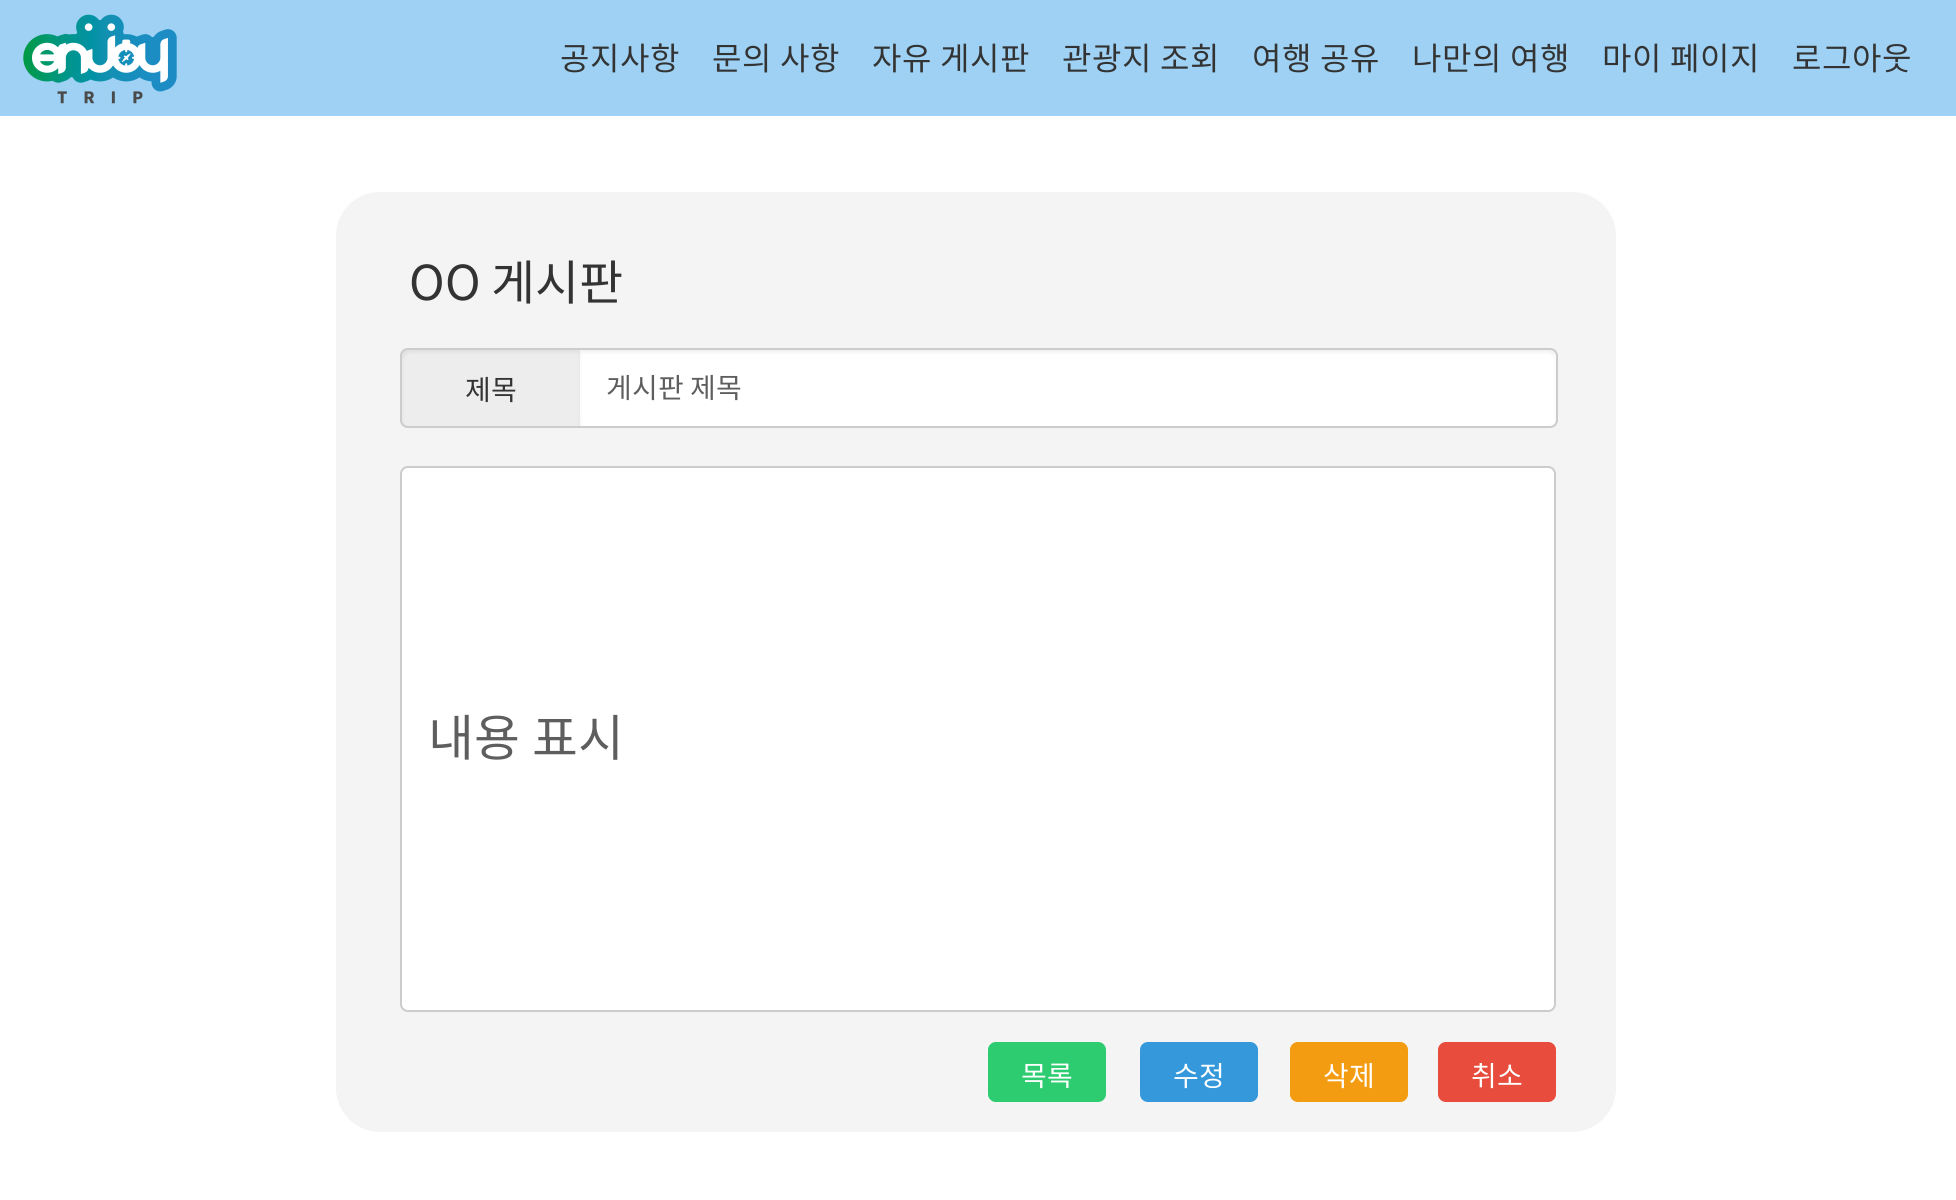 enjoy
TRIP
공지사항 문의 사항 자유 게시판 관광지 조회 여행 공유 나만의 여행 마이 페이지 로그아웃
OO 게시판
제목 게시판 제목
내용 표시
목록 수정 삭제 취소